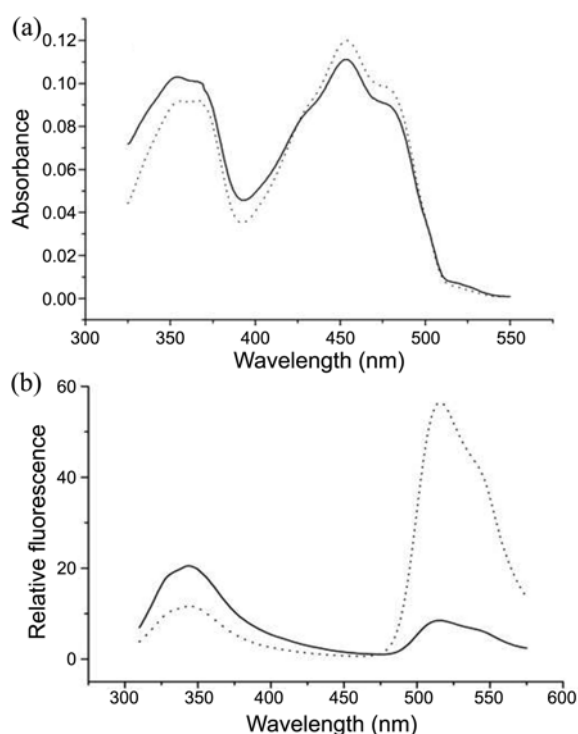 (a)
0.12
0.10
0.08
0.06
0.04
0.02
0.00
Absorbance
300 350 400 450 500 550
Wavelength (nm)
(b)
60
40
20
0
Relative fluorescence
300 350 400 450 500 550 600
Wavelength (nm)